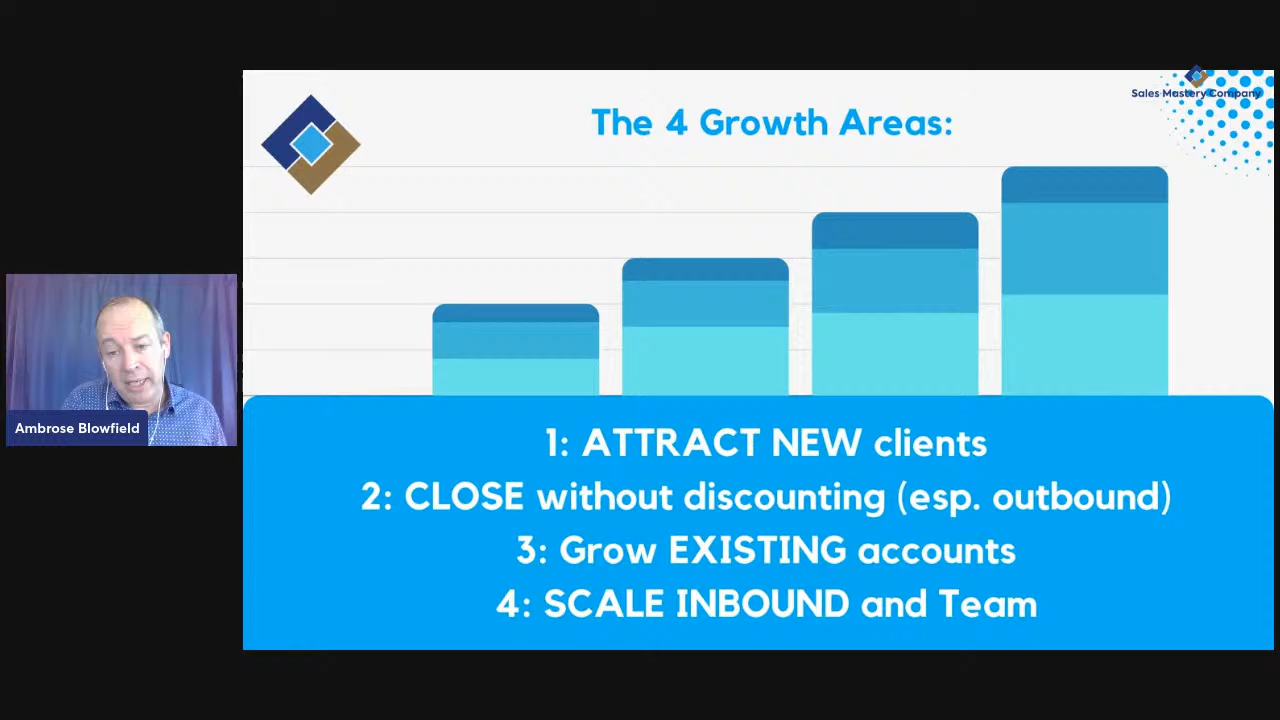 Sales Mastery Company
The 4 Growth Areas:
Ambrose Blowfield
1: ATTRACT NEW clients
2: CLOSE without discounting (esp. outbound)
3: Grow EXISTING accounts
4: SCALE INBOUND and Team